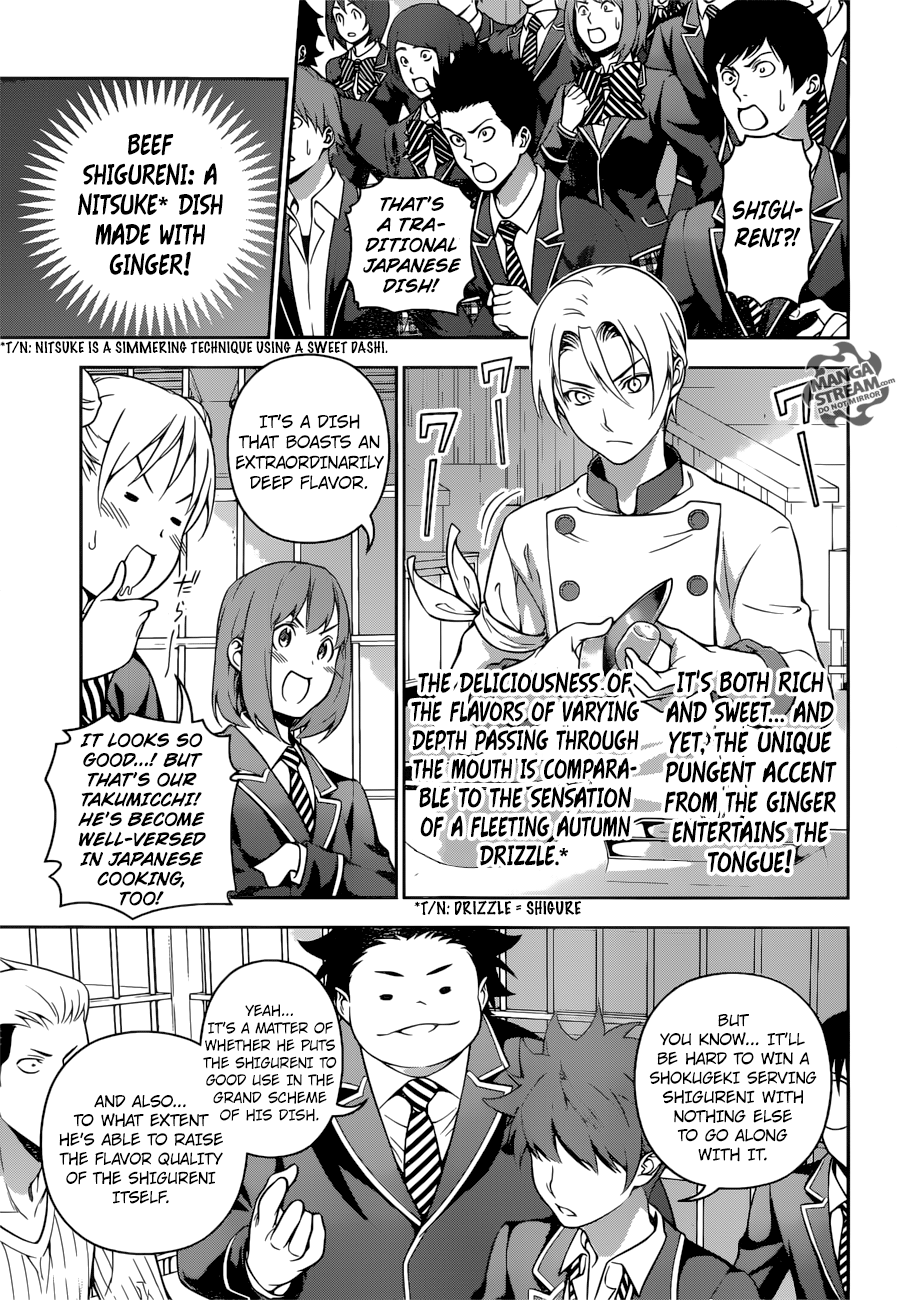 SHIGU-
RENI?!
THAT'S
A TRA-
DITIONAL
JAPANESE
DISH!
BEEF
SHIGURENI: A
NITSUKE* DISH
MADE WITH
GINGER!
*T/N: NITSUKE IS A SIMMERING TECHNIQUE USING A SWEET DASHI.
MANGA
STREAM.com
DO NOT MIRROR!
ワー
ワー
ワー
IT'S BOTH RICH
AND SWEET... AND
YET, THE UNIQUE
PUNGENT ACCENT
FROM THE GINGER
ENTERTAINS THE
TONGUE!
THE DELICIOUSNESS OF
THE FLAVORS OF VARYING
DEPTH PASSING THROUGH
THE MOUTH IS COMPARA-
BLE TO THE SENSATION
OF A FLEETING AUTUMN
DRIZZLE.*
*T/N: DRIZZLE = SHIGURE
IT'S A DISH
THAT BOASTS AN
EXTRAORDINARILY
DEEP FLAVOR.
IT LOOKS SO
GOOD...! BUT
THAT'S OUR
TAKUMICCHI!
HE'S BECOME
WELL-VERSED
IN JAPANESE
COOKING,
TOO!
BUT
YOU KNOW... IT'LL
BE HARD TO WIN A
SHOKUGEKI SERVING
SHIGURENI WITH
NOTHING ELSE
TO GO ALONG
WITH IT.
YEAH...
IT'S A MATTER OF
WHETHER HE PUTS
THE SHIGURENI TO
GOOD USE IN THE
GRAND SCHEME
OF HIS DISH.
AND ALSO...
TO WHAT EXTENT
HE'S ABLE TO RAISE
THE FLAVOR QUALITY
OF THE SHIGURENI
ITSELF.